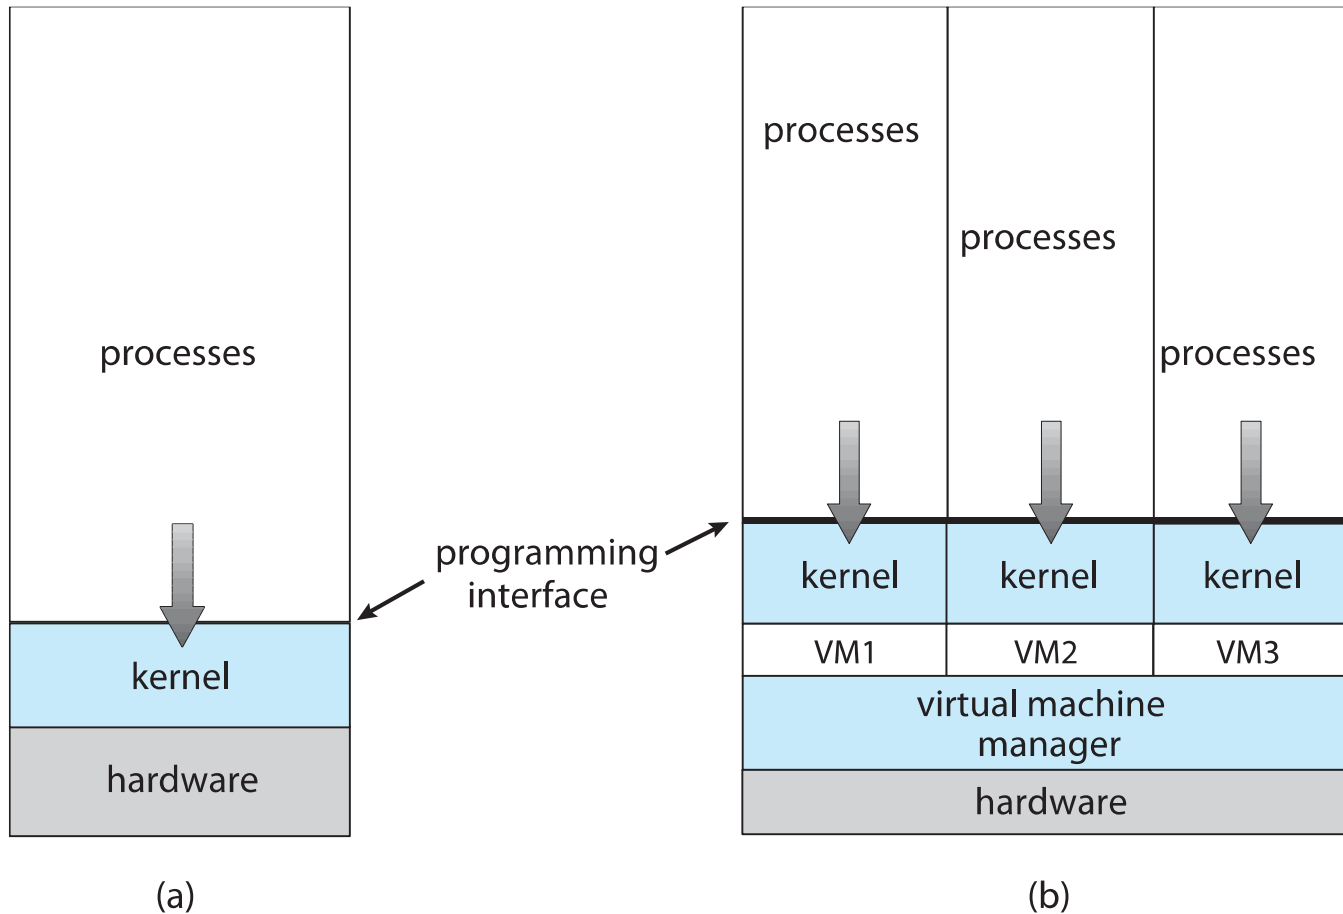 processes
kernel
hardware
(a)
programming
interface
processes
processes
processes
kernel
kernel
kernel
VM1
VM2
VM3
virtual machine
manager
hardware
(b)